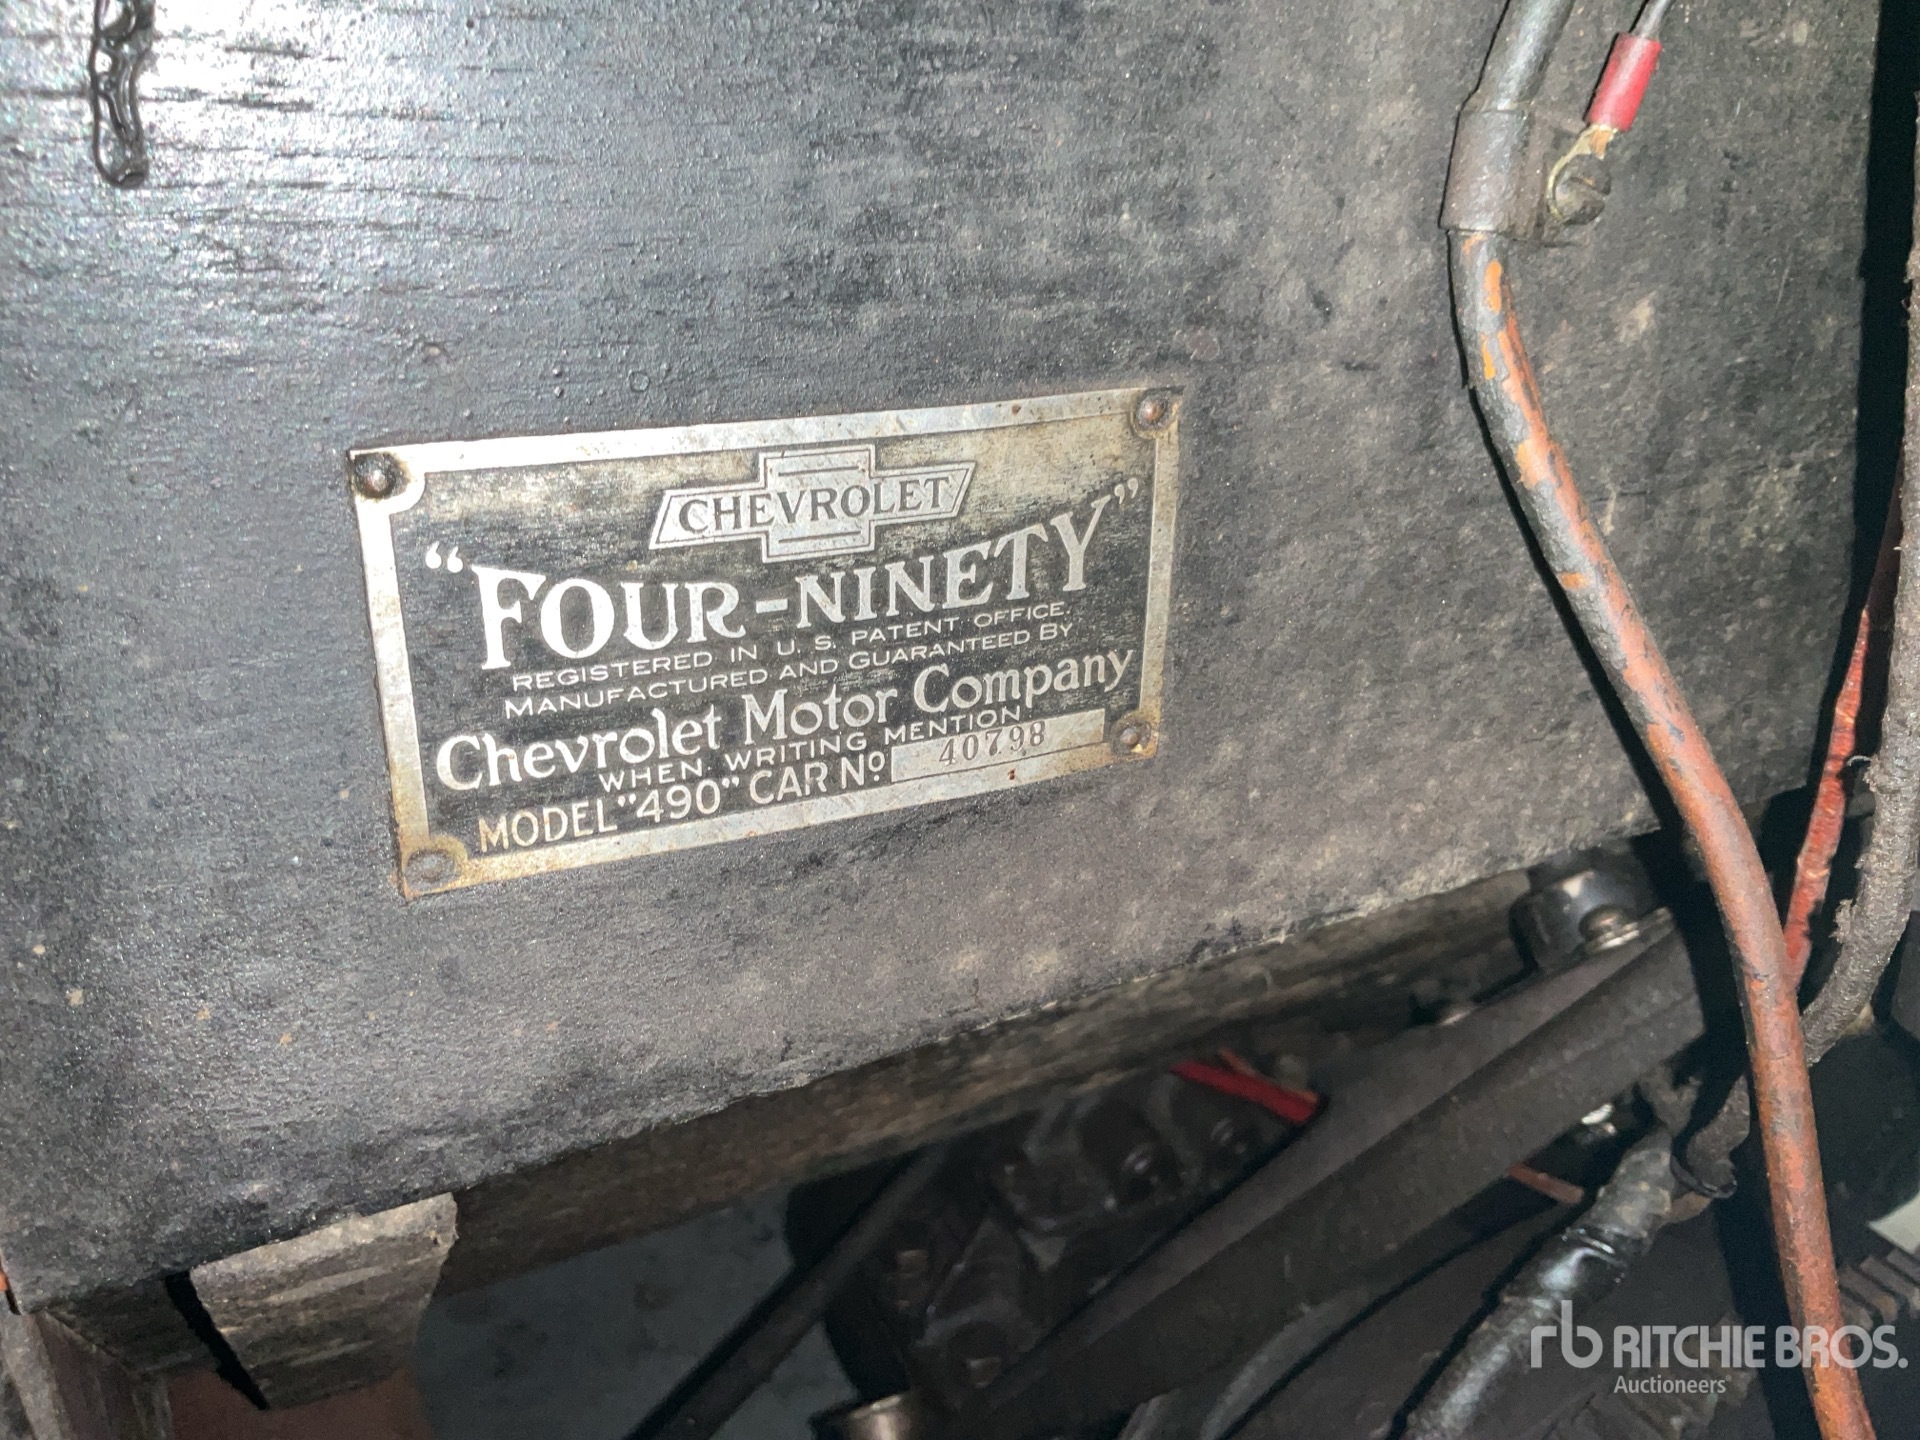 CHEVROLET
"FOUR-NINETY"
REGISTERED IN U. S. PATENT OFFICE.
MANUFACTURED AND GUARANTEED BY
Chevrolet Motor Company
WHEN WRITING MENTION
MODEL "490" CAR No 40798
rb RITCHIE BROS.
Auctioneers